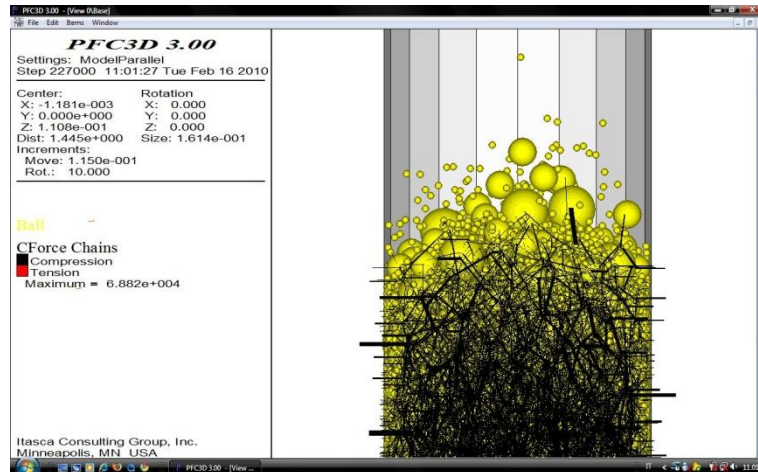 PFC3D 3.00 - [View 0\Base]
File Edit Items Window
PFC3D 3.00
Settings: ModelParallel
Step 227000 11:01:27 Tue Feb 16 2010
Center: Rotation
X: -1.181e-003 X: 0.000
Y: 0.000e+000 Y: 0.000
Z: 1.108e-001 Z: 0.000
Dist: 1.445e+000 Size: 1.614e-001
Increments:
Move: 1.150e-001
Rot.: 10.000
Ball
CForce Chains
Compression
Tension
Maximum = 6.882e+004
Itasca Consulting Group, Inc.
Minneapolis, MN USA
PFC3D 3.00 - [View ...
IT
11.01